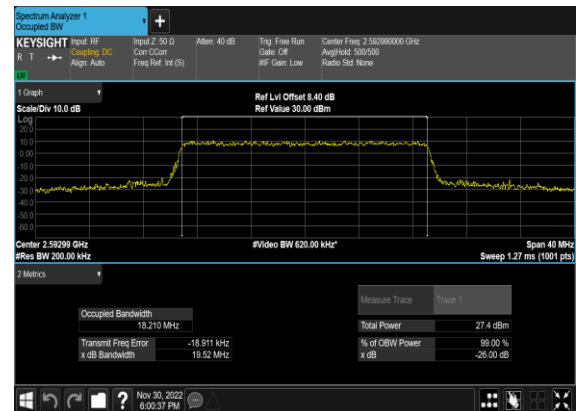 Spectrum Analyzer 1
Occupied BW
KEYSIGHT Input: RF Input Z: 50 Ω Atten: 40 dB Trig: Free Run Center Freq: 2.592990000 GHz
R T Coupling: DC Corr CCorr Gate: Off Avg|Hold: 500/500
Align: Auto Freq Ref: Int (S) #IF Gain: Low Radio Std: None
LXI
1 Graph
Ref Lvl Offset 8.40 dB
Scale/Div 10.0 dB Ref Value 30.00 dBm
Log
20.0
10.0
0.00
-10.0
-20.0
-30.0
-40.0
-50.0
-60.0
Center 2.59299 GHz #Video BW 620.00 kHz* Span 40 MHz
#Res BW 200.00 kHz Sweep 1.27 ms (1001 pts)
2 Metrics
Measure Trace Trace 1
Occupied Bandwidth
18.210 MHz Total Power 27.4 dBm
Transmit Freq Error -18.911 kHz % of OBW Power 99.00 %
x dB Bandwidth 19.52 MHz x dB -26.00 dB
Nov 30, 2022
6:00:37 PM